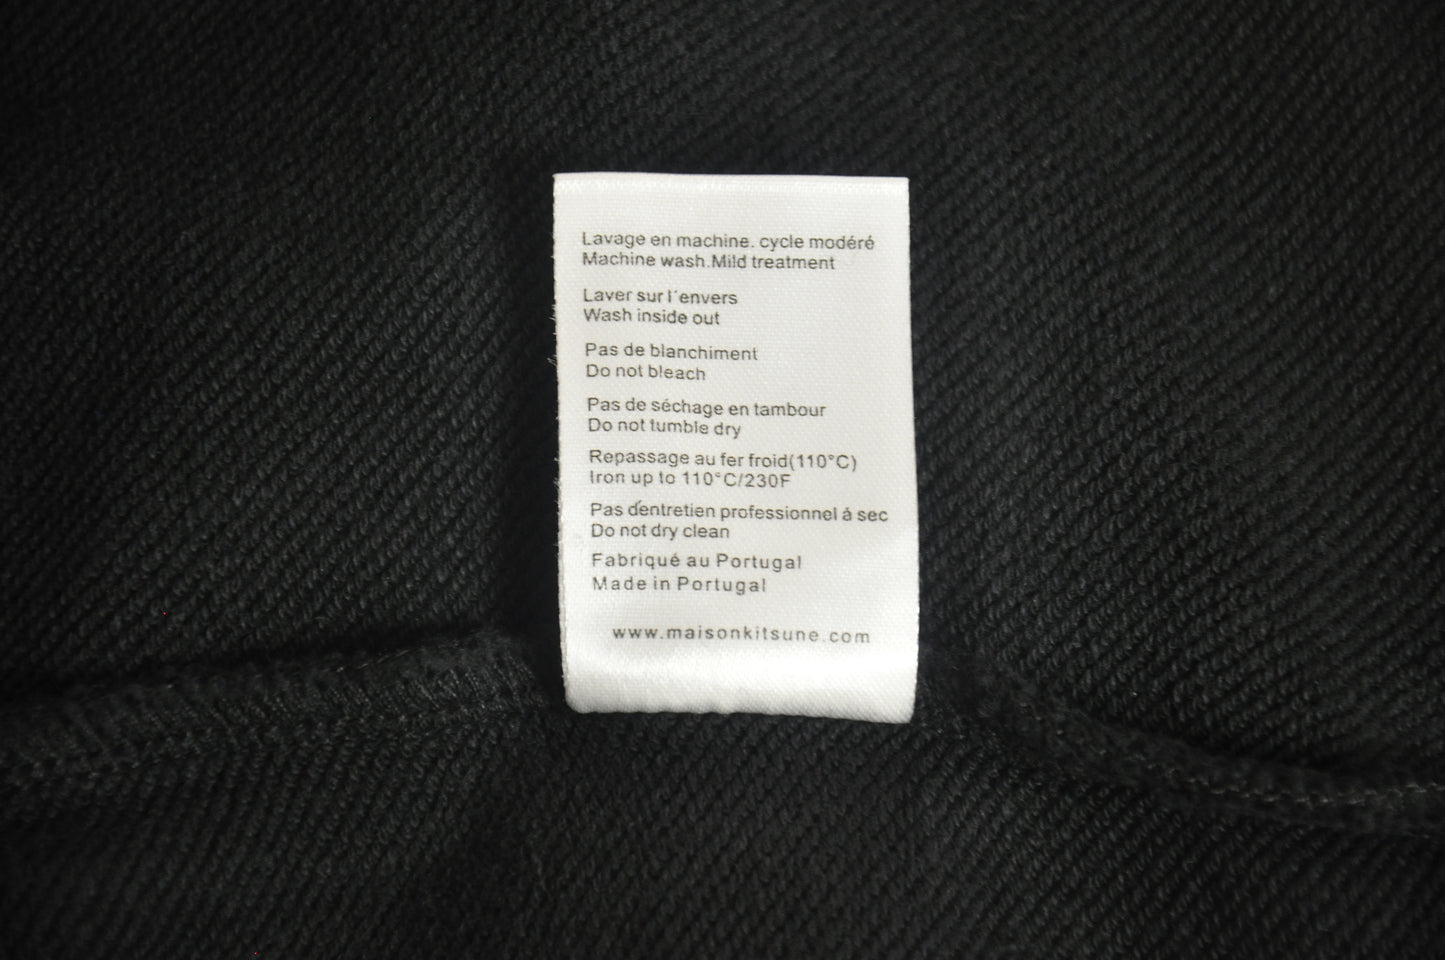 Lavage en machine. cycle modéré
Machine wash.Mild treatment
Laver sur l´envers
Wash inside out
Pas de blanchiment
Do not bleach
Pas de séchage en tambour
Do not tumble dry
Repassage au fer froid(110°C)
Iron up to 110°C/230F
Pas d´entretien professionnel á sec
Do not dry clean
Fabriqué au Portugal
Made in Portugal
www.maisonkitsune.com